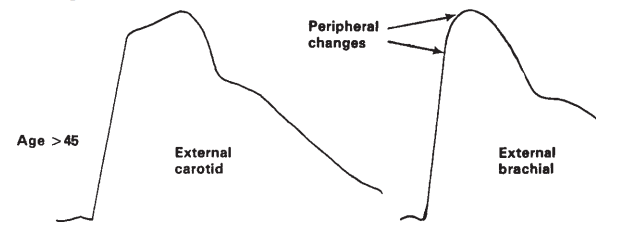 Peripheral
changes
Age >45
External
carotid
External
brachial